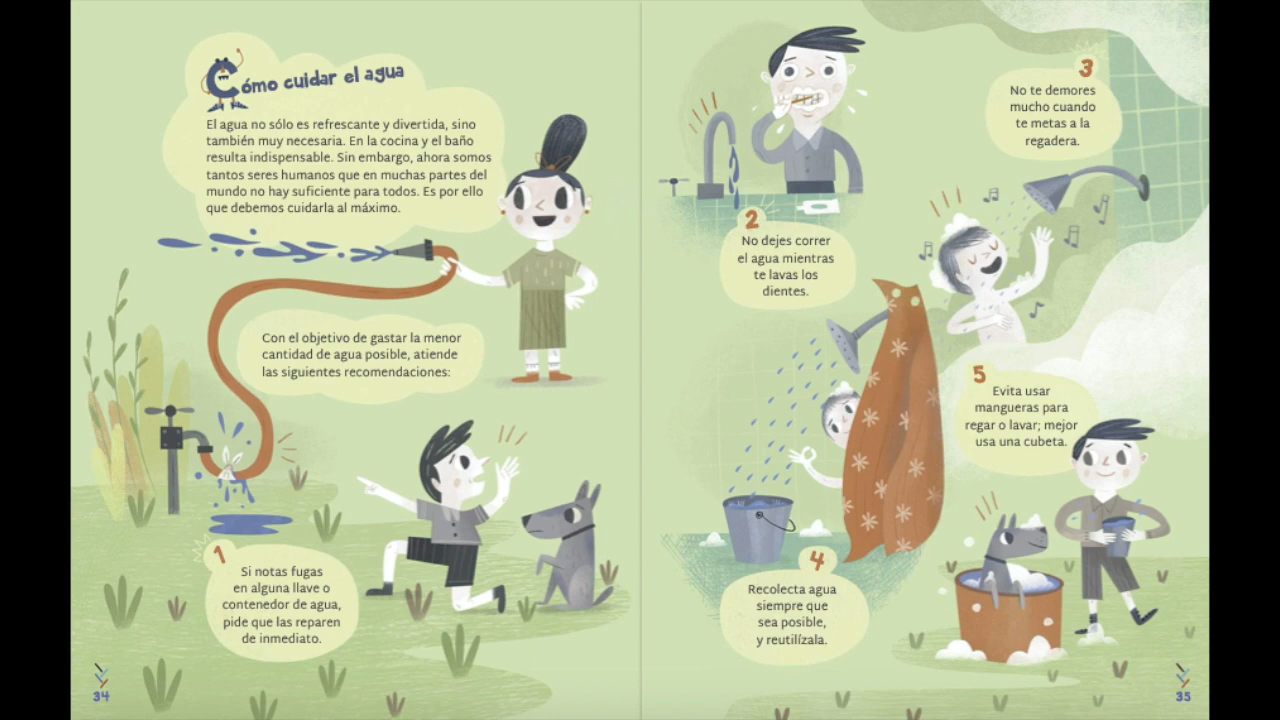 Cómo cuidar el agua
El agua no sólo es refrescante y divertida, sino
también muy necesaria. En la cocina y el baño
resulta indispensable. Sin embargo, ahora somos
tantos seres humanos que en muchas partes del
mundo no hay suficiente para todos. Es por ello
que debemos cuidarla al máximo.
Con el objetivo de gastar la menor
cantidad de agua posible, atiende
las siguientes recomendaciones:
1
Si notas fugas
en alguna llave o
contenedor de agua,
pide que las reparen
de inmediato.
34
2
No dejes correr
el agua mientras
te lavas los
dientes.
3
No te demores
mucho cuando
te metas a la
regadera.
4
Recolecta agua
siempre que
sea posible,
y reutilízala.
5
Evita usar
mangueras para
regar o lavar; mejor
usa una cubeta.
35